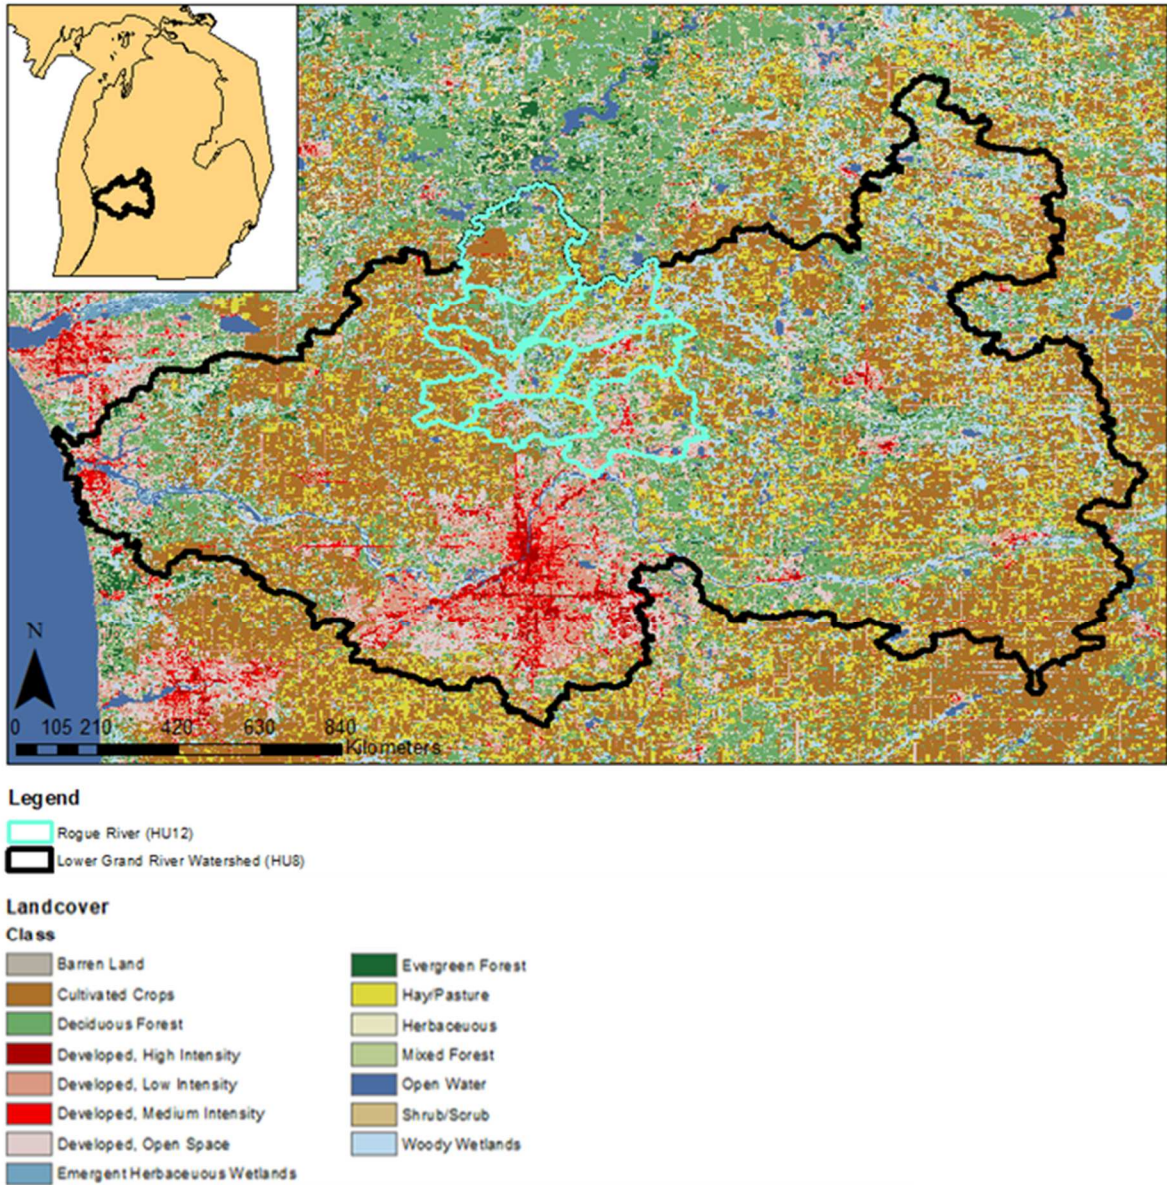 N
0 105 210 420 630 840
Kilometers
Legend
Rogue River (HU12)
Lower Grand River Watershed (HU8)
Landcover
Class
Barren Land
Cultivated Crops
Deciduous Forest
Developed, High Intensity
Developed, Low Intensity
Developed, Medium Intensity
Developed, Open Space
Emergent Herbaceuous Wetlands
Evergreen Forest
Hay/Pasture
Herbaceuous
Mixed Forest
Open Water
Shrub/Scrub
Woody Wetlands